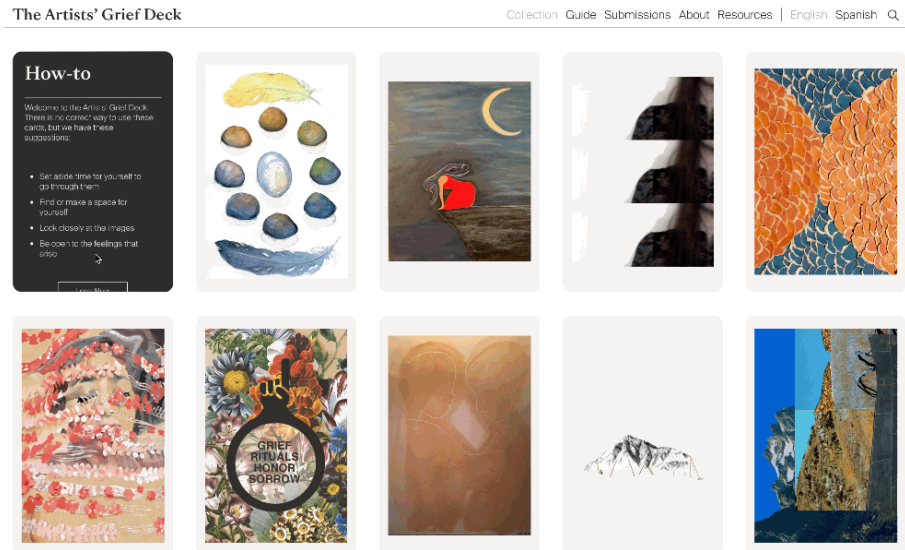 The Artists' Grief Deck
Collection Guide Submissions About Resources | English Spanish
How-to
Welcome to the Artists' Grief Deck.
There is no correct way to use these
cards, but we have these
suggestions:
Set aside time for yourself to
go through them
Find or make a space for
yourself
Look closely at the images
Be open to the feelings that
arise
Learn More
GRIEF
RITUALS
HONOR
SORROW